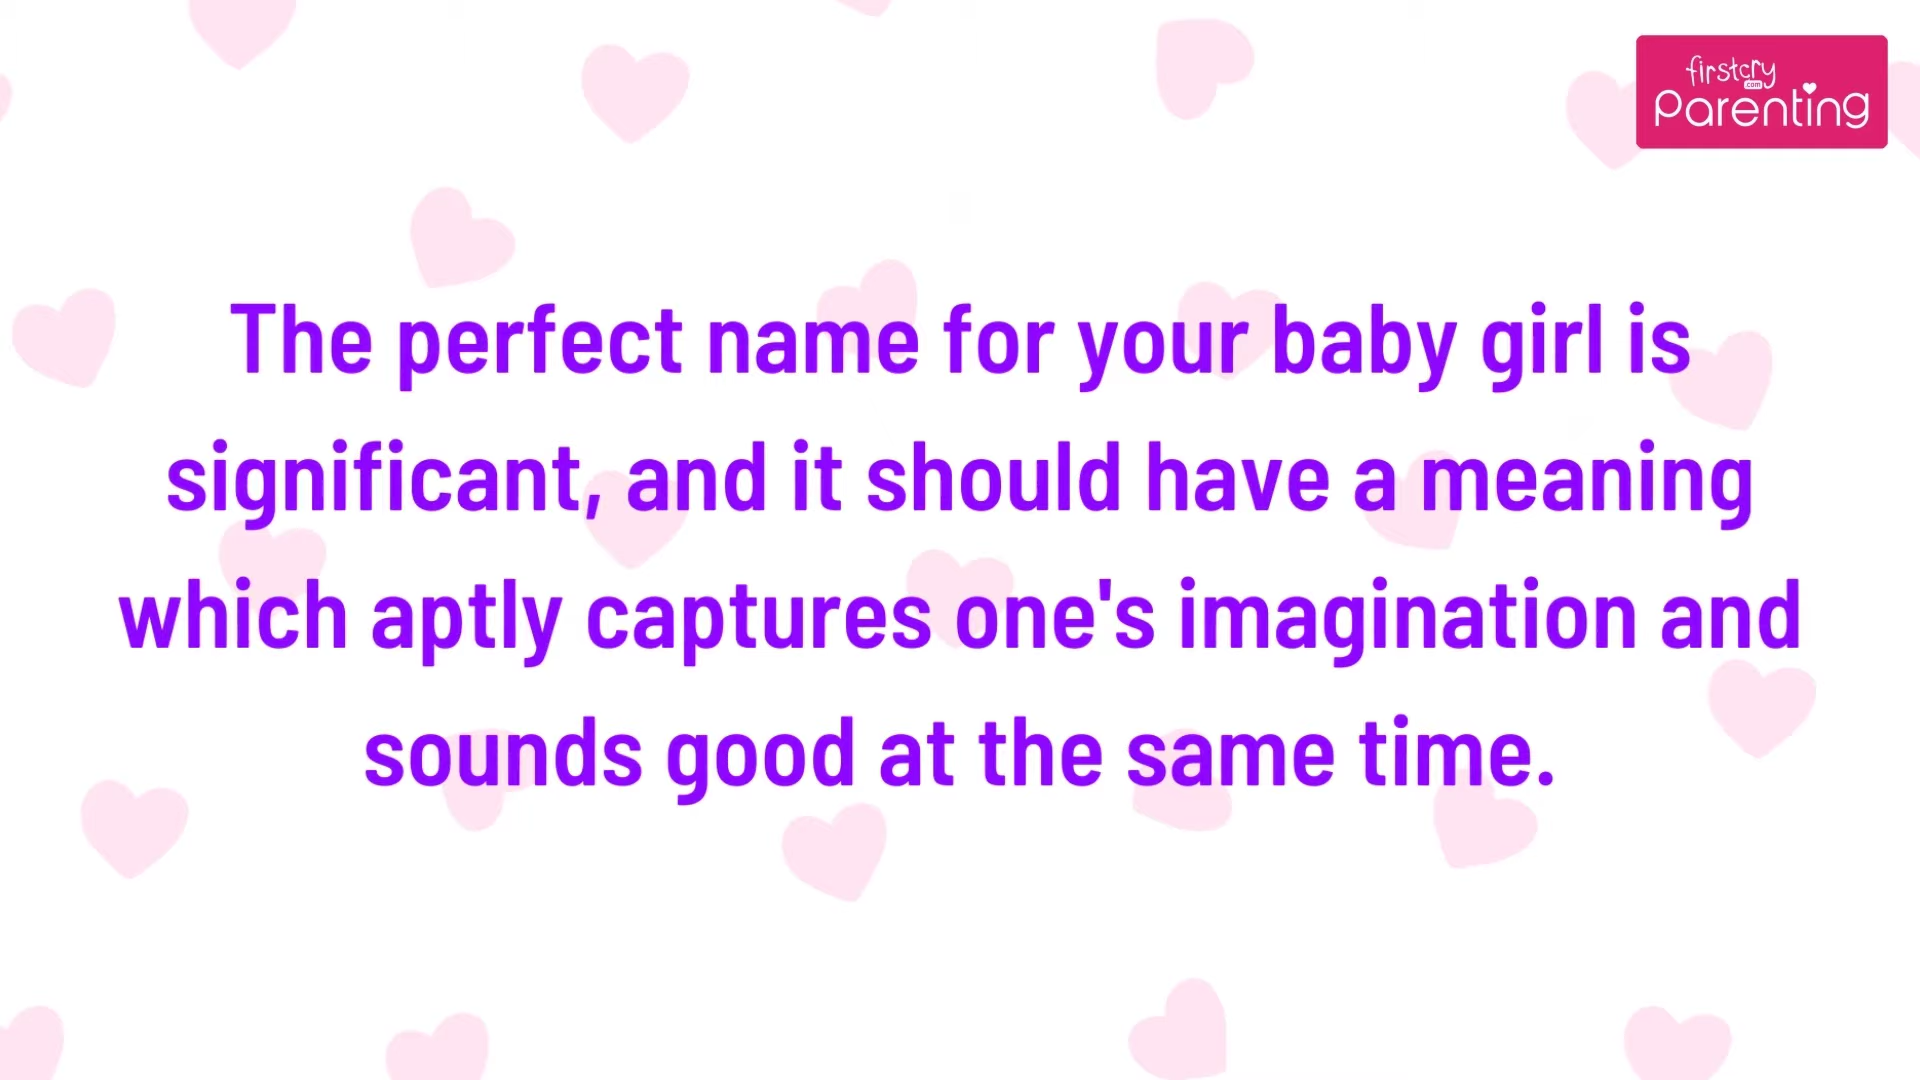 firstcry
.com
Parenting
The perfect name for your baby girl is
significant, and it should have a meaning
which aptly captures one's imagination and
sounds good at the same time.